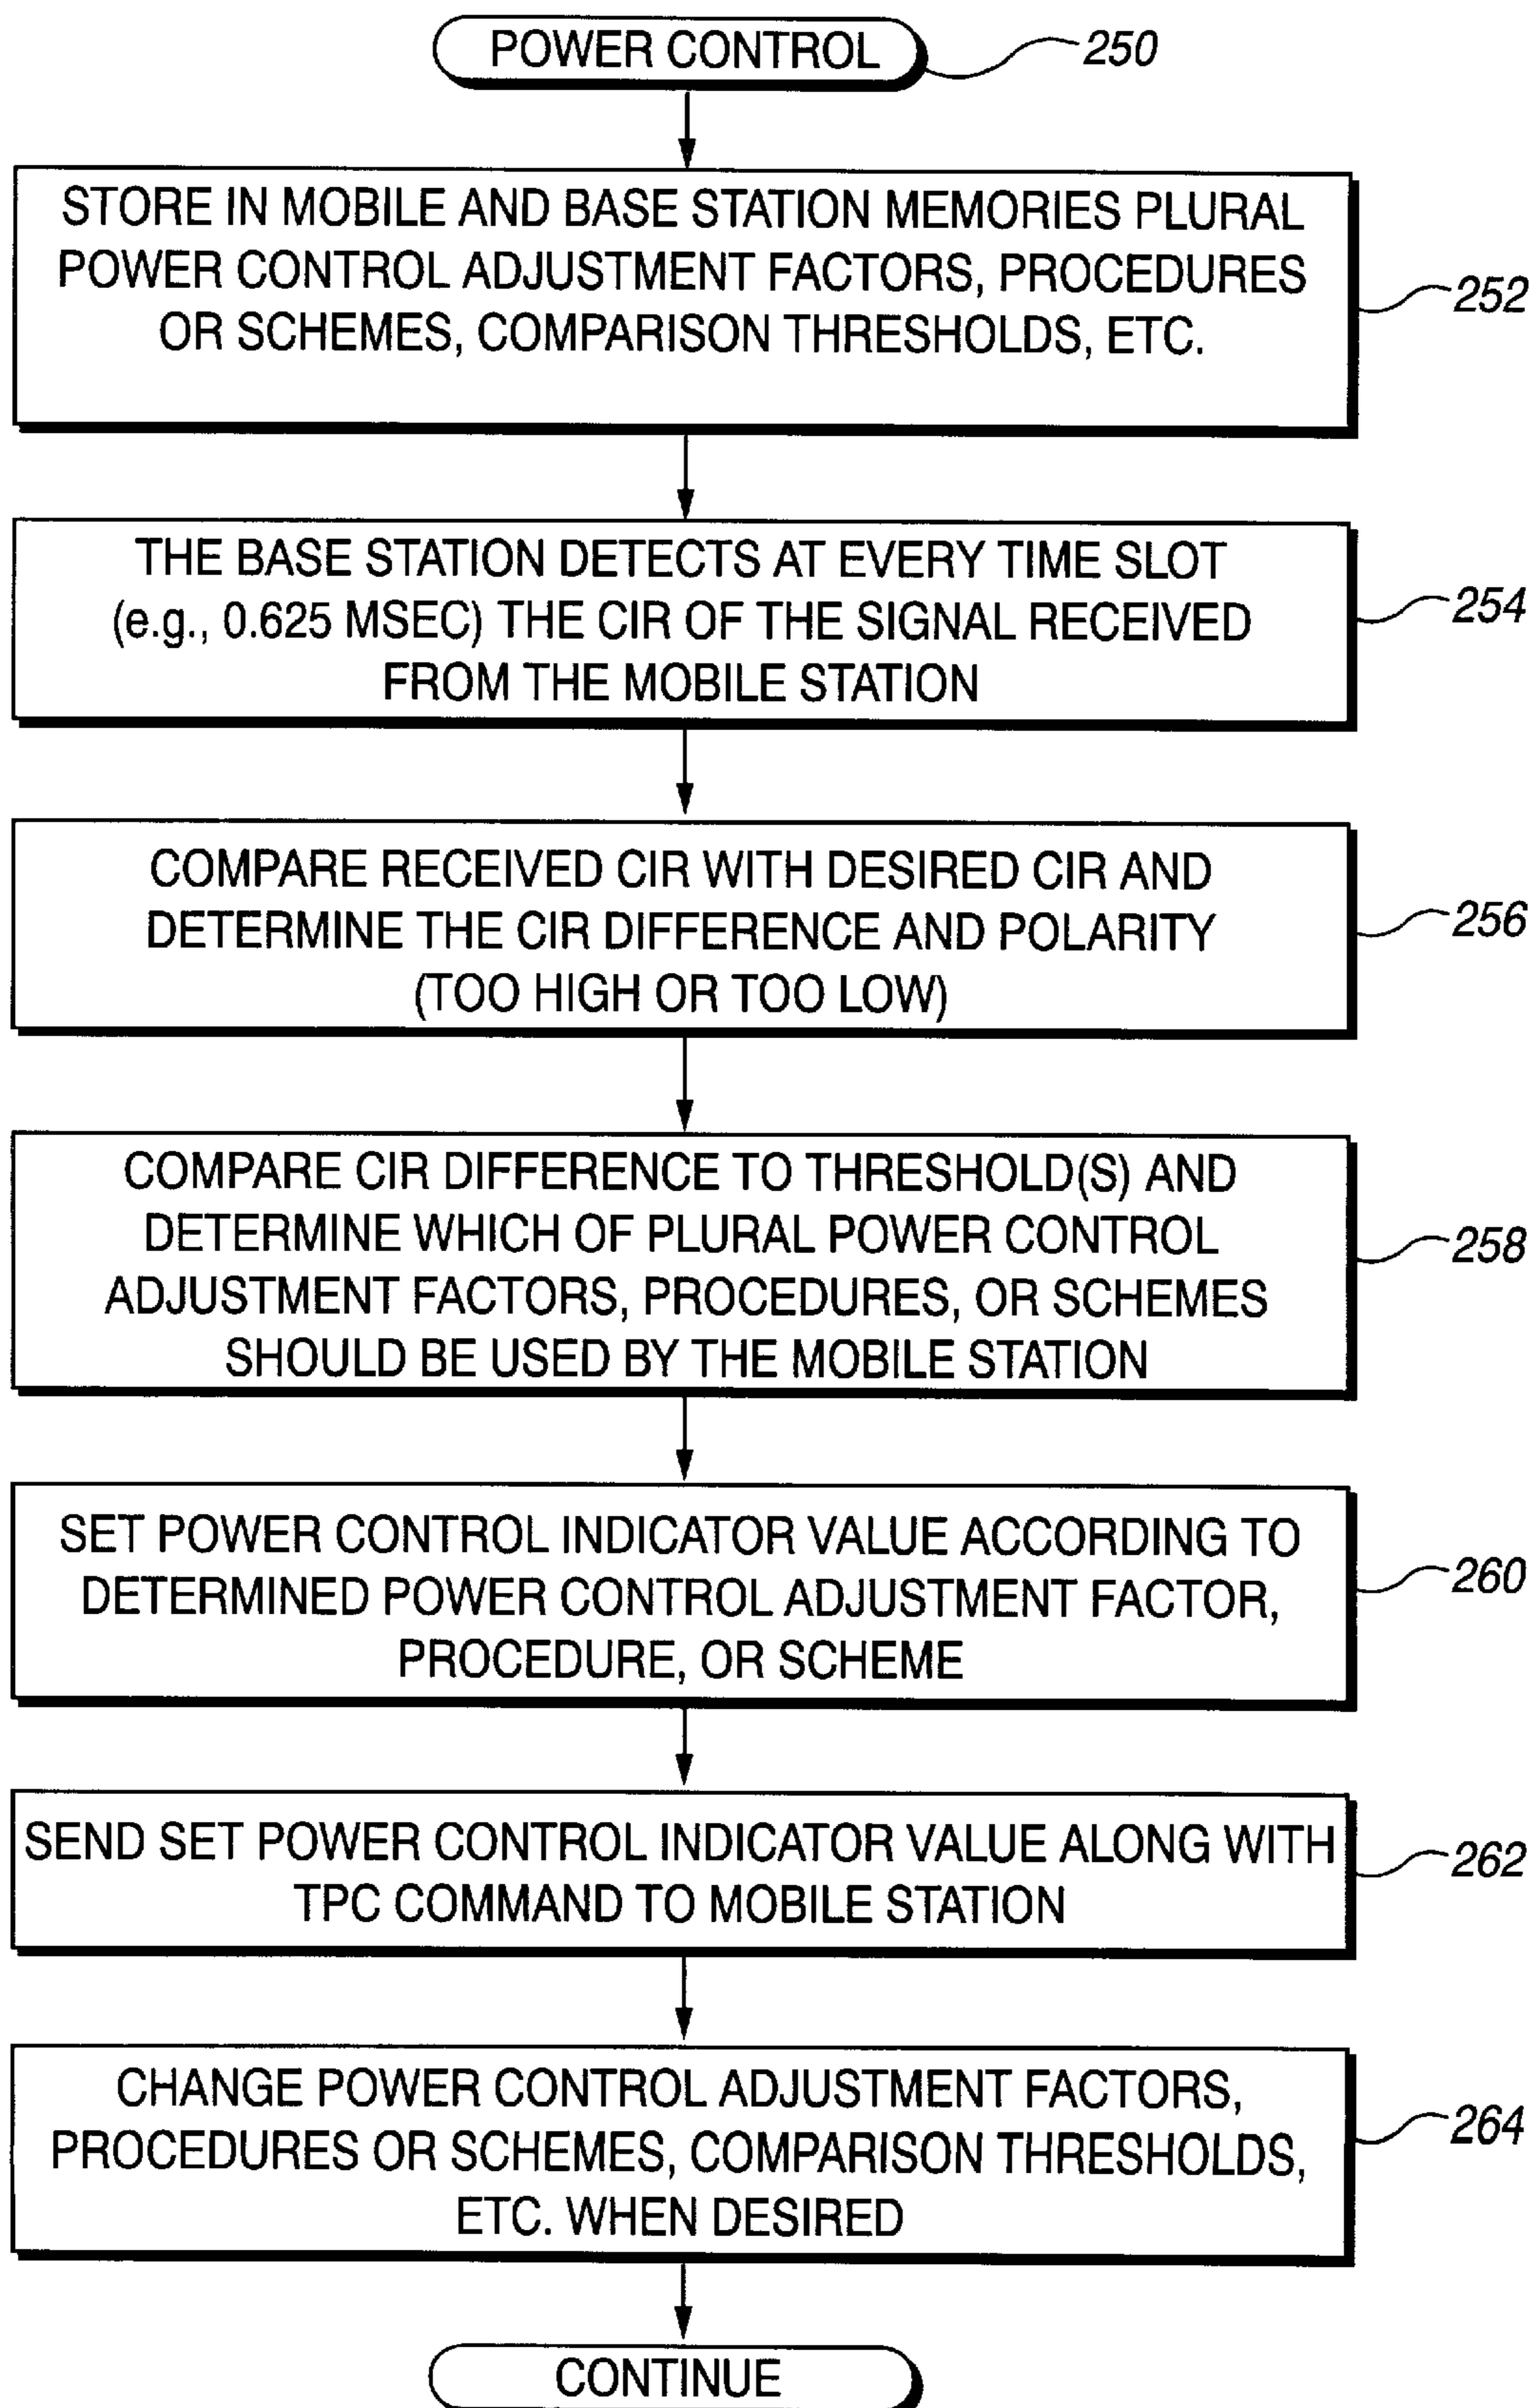 POWER CONTROL
250
STORE IN MOBILE AND BASE STATION MEMORIES PLURAL
POWER CONTROL ADJUSTMENT FACTORS, PROCEDURES
OR SCHEMES, COMPARISON THRESHOLDS, ETC.
252
THE BASE STATION DETECTS AT EVERY TIME SLOT
(e.g., 0.625 MSEC) THE CIR OF THE SIGNAL RECEIVED
FROM THE MOBILE STATION
254
COMPARE RECEIVED CIR WITH DESIRED CIR AND
DETERMINE THE CIR DIFFERENCE AND POLARITY
(TOO HIGH OR TOO LOW)
256
COMPARE CIR DIFFERENCE TO THRESHOLD(S) AND
DETERMINE WHICH OF PLURAL POWER CONTROL
ADJUSTMENT FACTORS, PROCEDURES, OR SCHEMES
SHOULD BE USED BY THE MOBILE STATION
258
SET POWER CONTROL INDICATOR VALUE ACCORDING TO
DETERMINED POWER CONTROL ADJUSTMENT FACTOR,
PROCEDURE, OR SCHEME
260
SEND SET POWER CONTROL INDICATOR VALUE ALONG WITH
TPC COMMAND TO MOBILE STATION
262
CHANGE POWER CONTROL ADJUSTMENT FACTORS,
PROCEDURES OR SCHEMES, COMPARISON THRESHOLDS,
ETC. WHEN DESIRED
264
CONTINUE